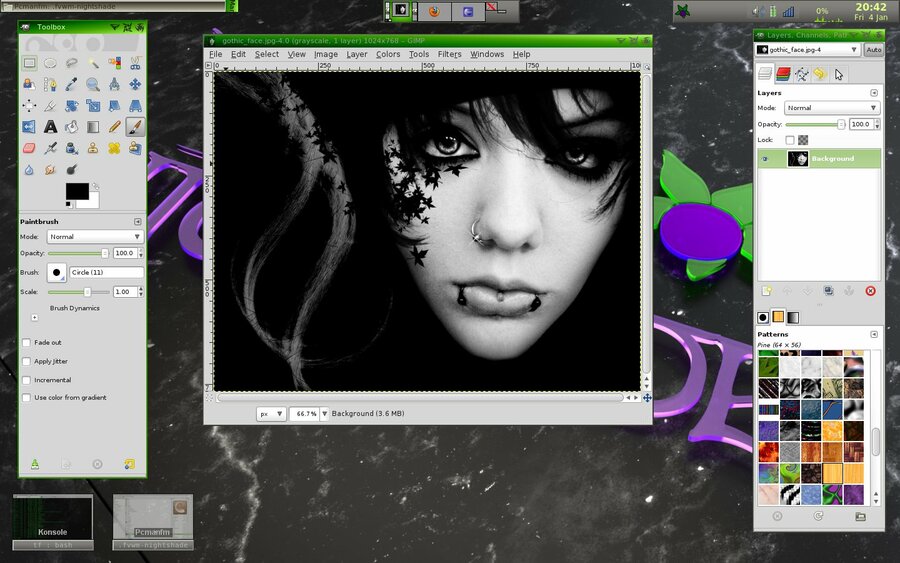 Pcmanfm: .fvwm-nightshade
Mai
0%
20:42
Fri 4 Jan
Toolbox
Paintbrush
Mode: Normal
Opacity: 100.0
Brush: Circle (11)
Scale: 1.00
Brush Dynamics
Fade out
Apply Jitter
Incremental
Use color from gradient
gothic_face.jpg-4.0 (grayscale, 1 layer) 1024x768 – GIMP
File Edit Select View Image Layer Colors Tools Filters Windows Help
0 250 500 750
px 66.7% Background (3.6 MB)
Layers, Channels, Path
gothic_face.jpg-4 Auto
Layers
Mode: Normal
Opacity: 100.0
Lock:
Background
Patterns
Pine (64 × 56)
Konsole
tf : bash
Pcmanfm
.fvwm-nightshade